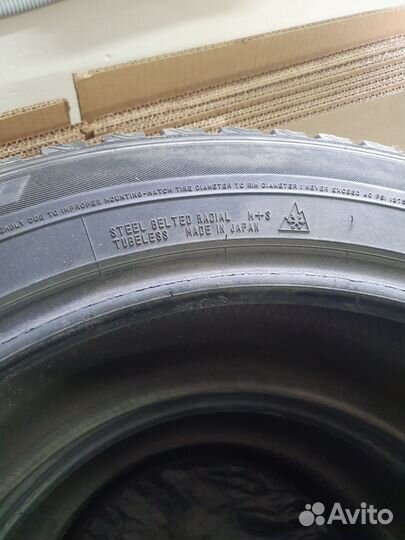 DUE TO IMPROPER MOUNTING-MATCH TIRE DIAMETER TO RIM DIAMETER : NEVER EXCEED 40 PSI
STEEL BELTED RADIAL M+S
TUBELESS MADE IN JAPAN
Avito